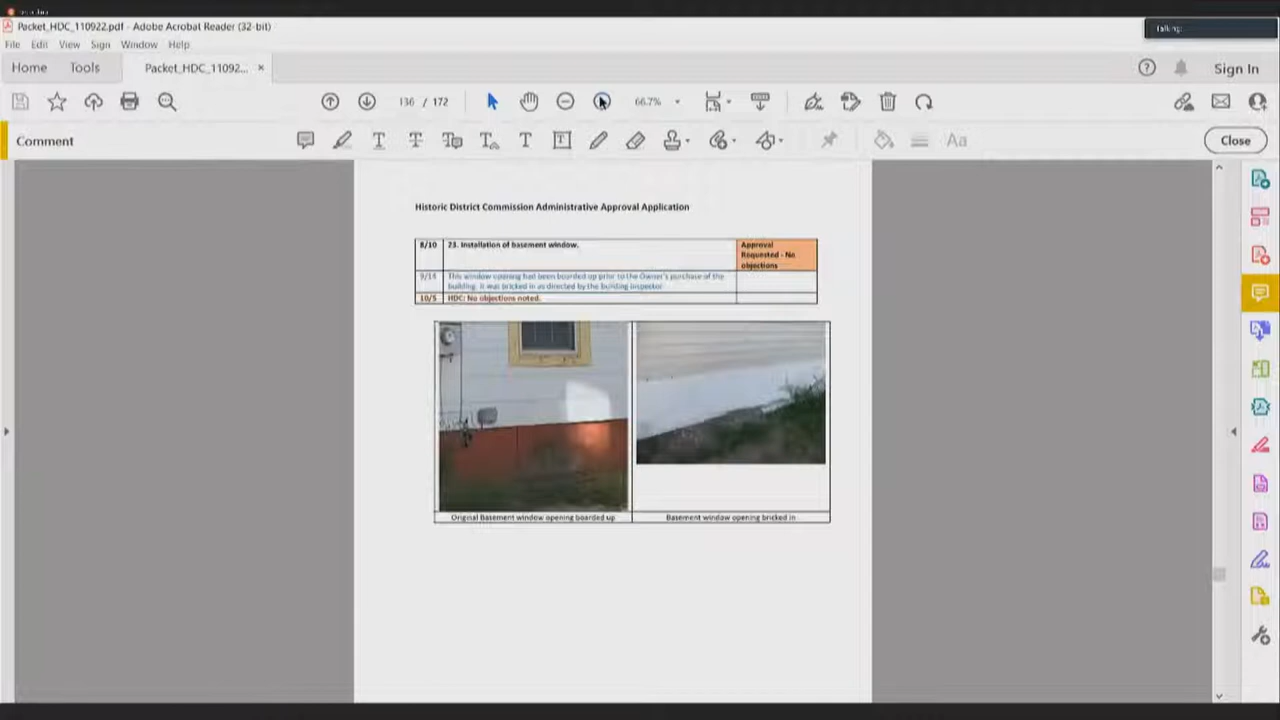 Packet_HDC_110922.pdf - Adobe Acrobat Reader (32-bit)
Talking:
File Edit View Sign Window Help
Home Tools Packet_HDC_11092... × Sign In
136 / 172 66.7%
Comment Aa Close
Historic District Commission Administrative Approval Application
8/10 23. Installation of basement window. Approval
Requested - No
objections
9/14 This window opening had been boarded up prior to the Owner's purchase of the
building. It was bricked in as directed by the building inspector
10/5 HDC: No objections noted.
Original Basement window opening boarded up Basement window opening bricked in